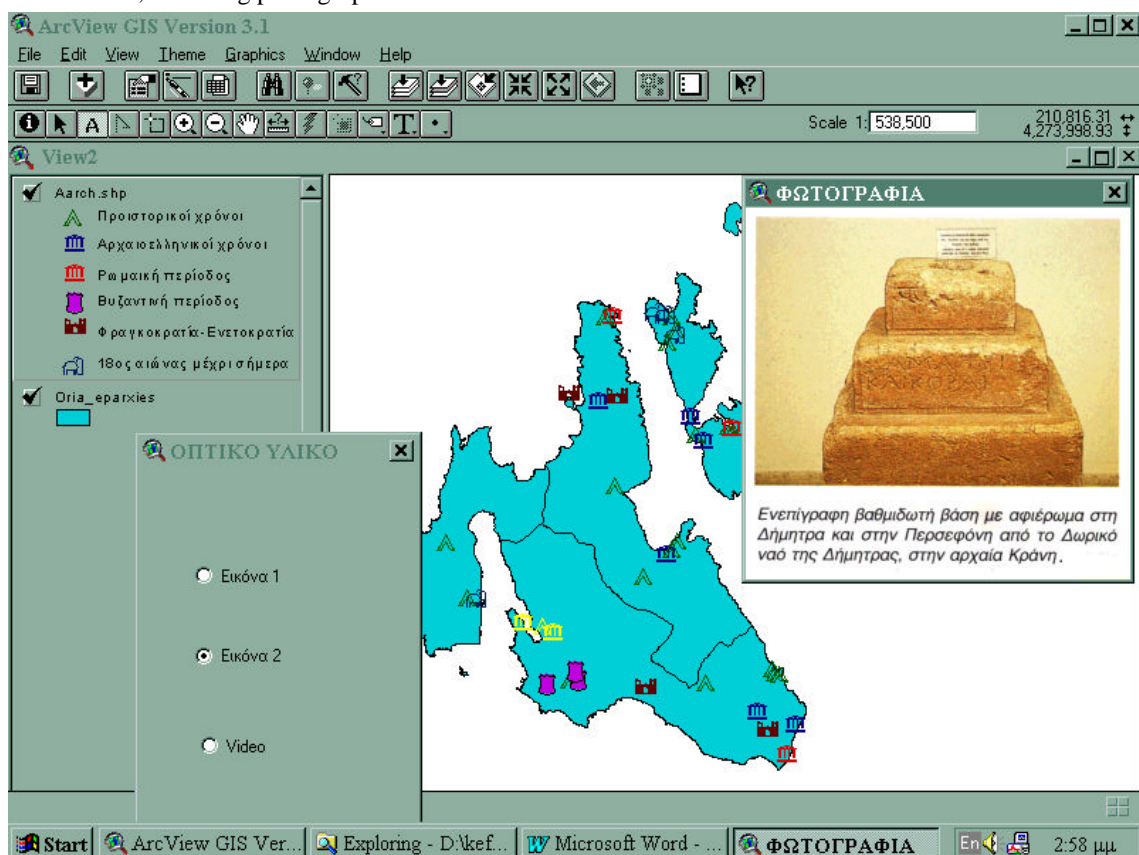 ArcView GIS Version 3.1
File Edit View Theme Graphics Window Help
Scale 1: 538,500
210,816.31
4,273,998.93
View2
Aarch.shp
Προιστορικοί χρόνοι
Αρχαιοελληνικοί χρόνοι
Ρωμαική περίοδος
Βυζαντινή περίοδος
Φραγκοκρατία-Ενετοκρατία
18ος αιώνας μέχρι σήμερα
Oria_eparxies
ΟΠΤΙΚΟ ΥΛΙΚΟ
Εικόνα 1
Εικόνα 2
Video
ΦΩΤΟΓΡΑΦΙΑ
Ενεπίγραφη βαθμιδωτή βάση με αφιέρωμα στη
Δήμητρα και στην Περσεφόνη από το Δωρικό
ναό της Δήμητρας, στην αρχαία Κράνη.
Start ArcView GIS Ver... Exploring - D:\kef... Microsoft Word - ... ΦΩΤΟΓΡΑΦΙΑ En 2:58 μμ